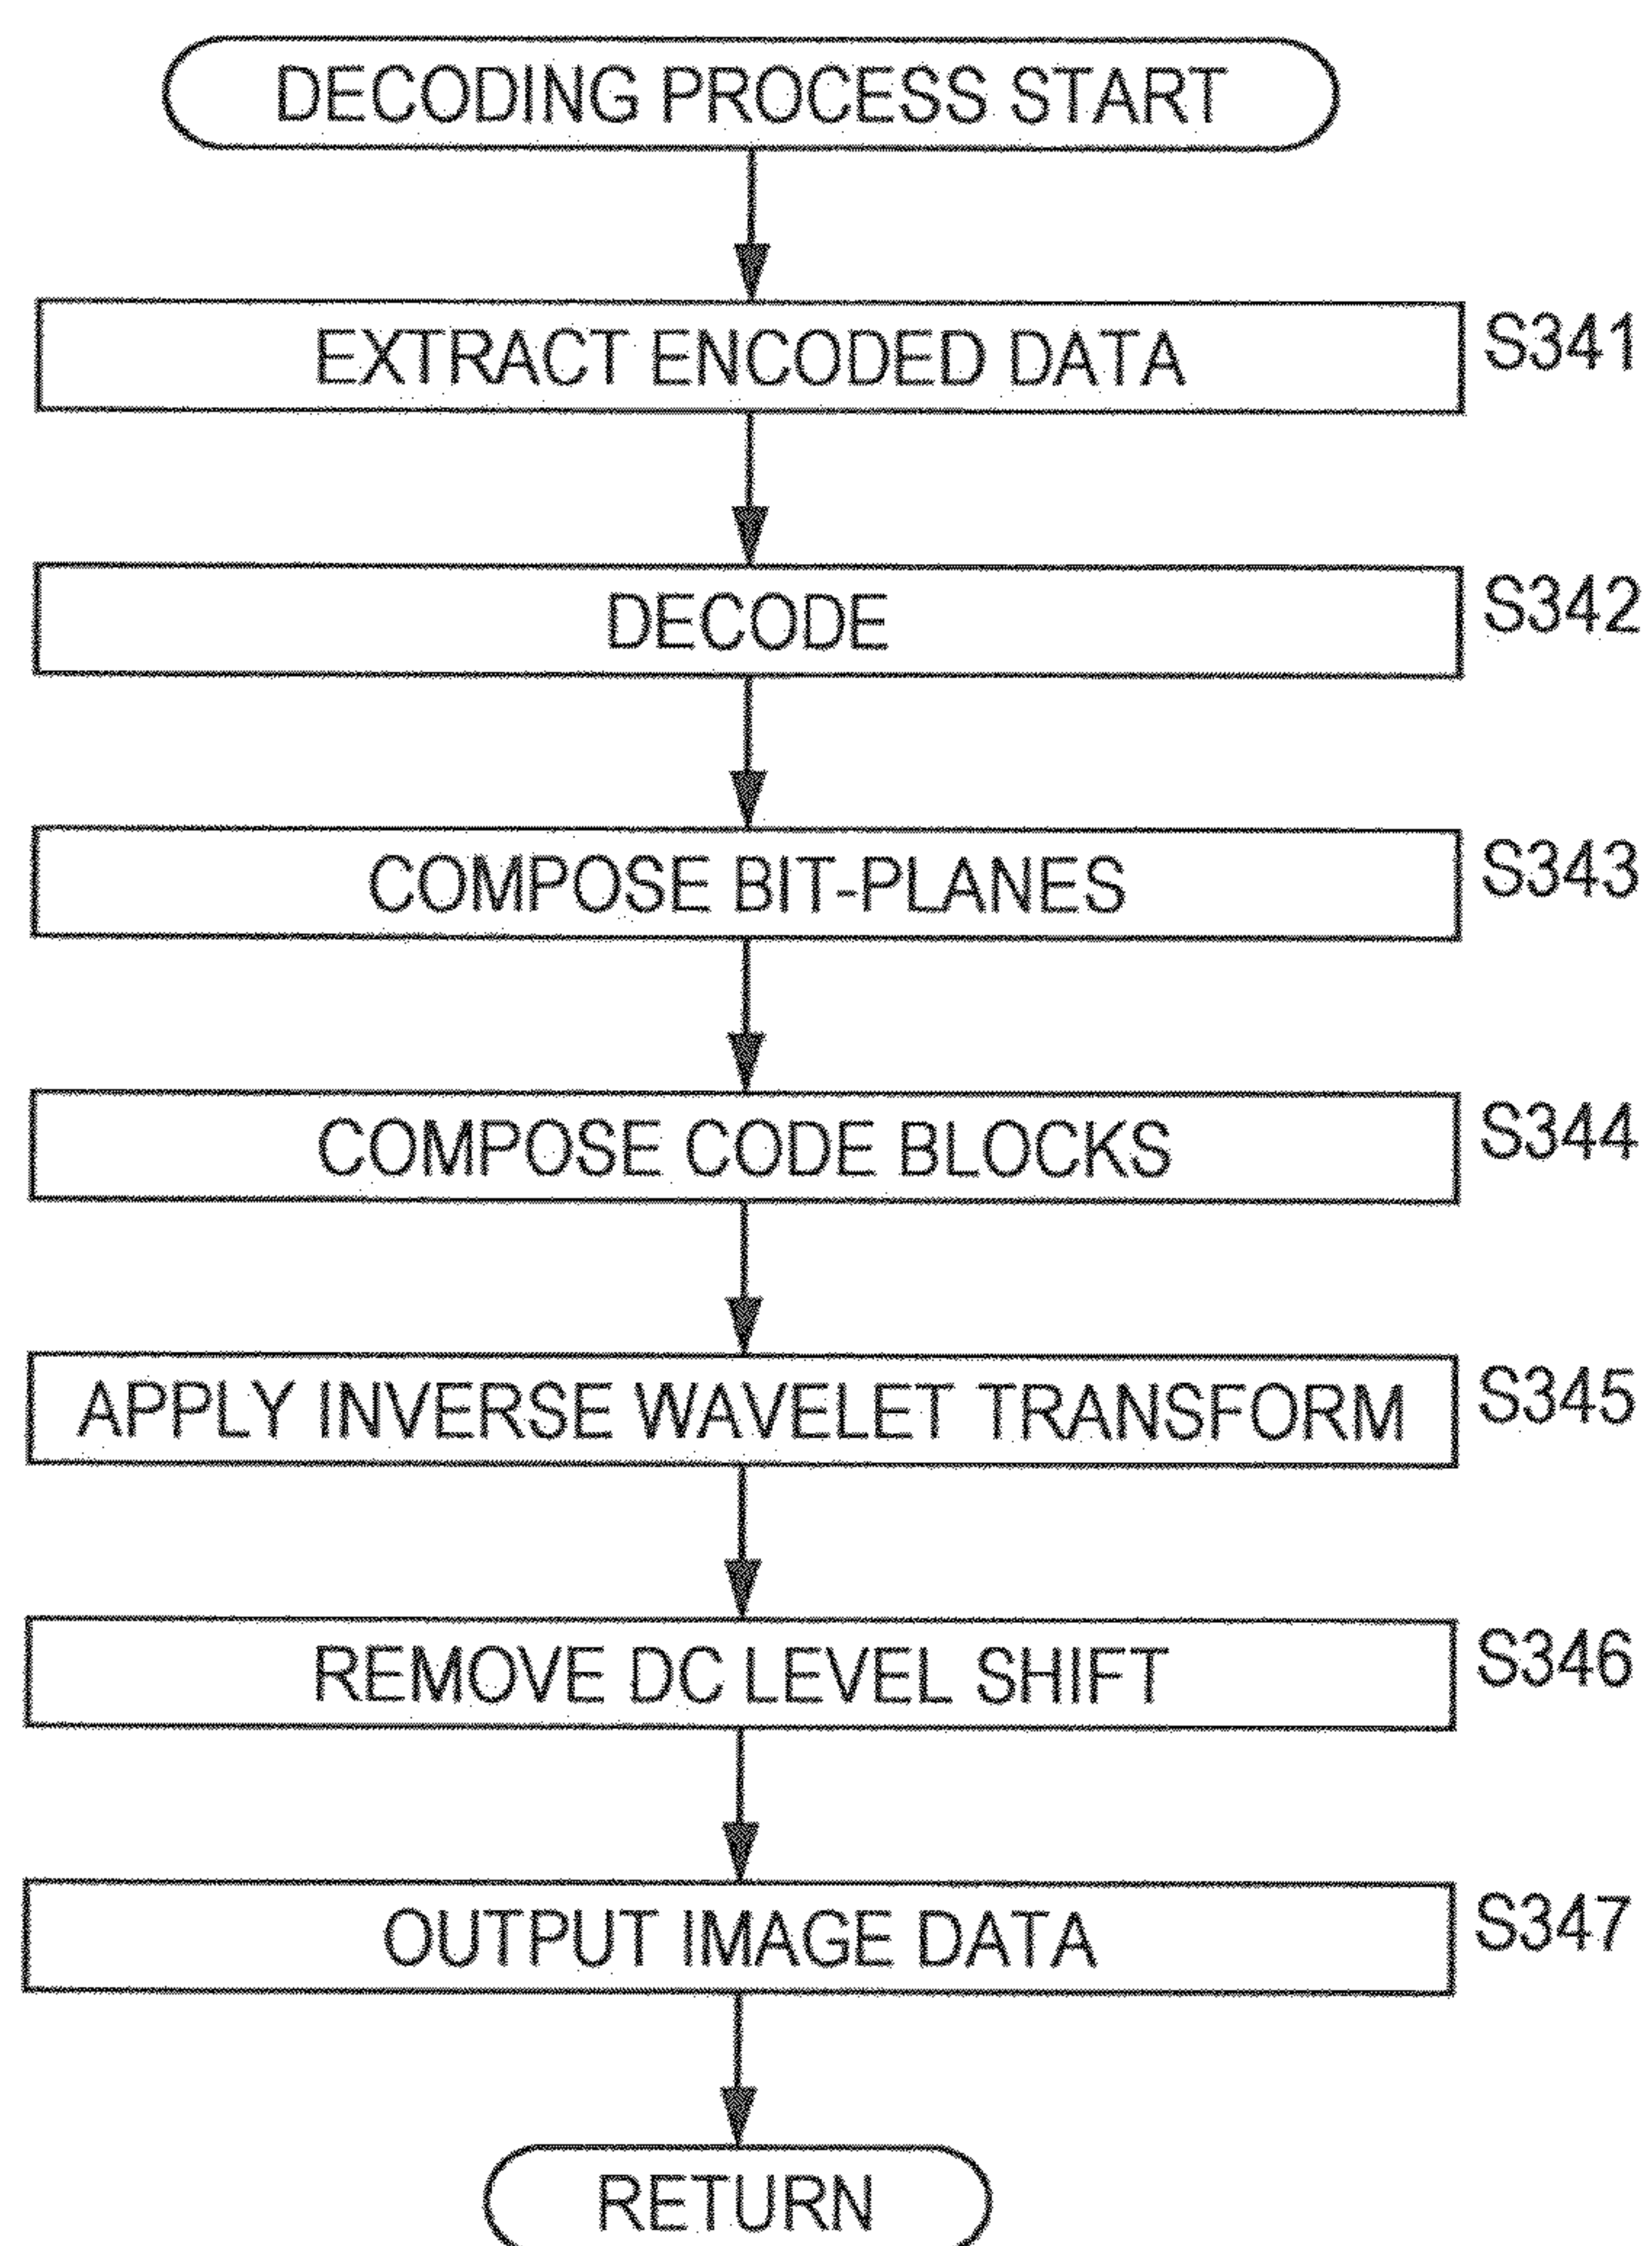 DECODING PROCESS START
EXTRACT ENCODED DATA S341
DECODE S342
COMPOSE BIT-PLANES S343
COMPOSE CODE BLOCKS S344
APPLY INVERSE WAVELET TRANSFORM S345
REMOVE DC LEVEL SHIFT S346
OUTPUT IMAGE DATA S347
RETURN